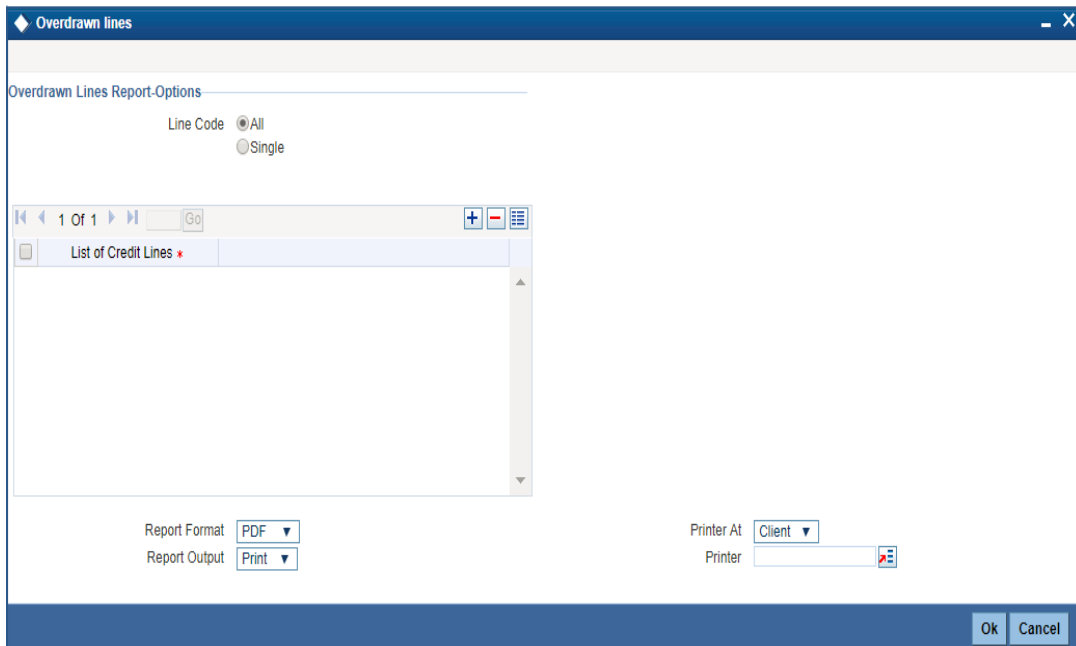 Overdrawn lines
Overdrawn Lines Report-Options
Line Code All
Single
1 Of 1 Go
List of Credit Lines *
Report Format PDF
Printer At Client
Report Output Print
Printer
Ok Cancel